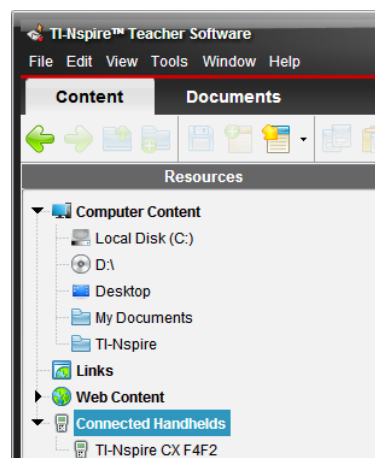 TI-Nspire™ Teacher Software
File Edit View Tools Window Help
Content Documents
Resources
Computer Content
Local Disk (C:)
D:\
Desktop
My Documents
TI-Nspire
Links
Web Content
Connected Handhelds
TI-Nspire CX F4F2